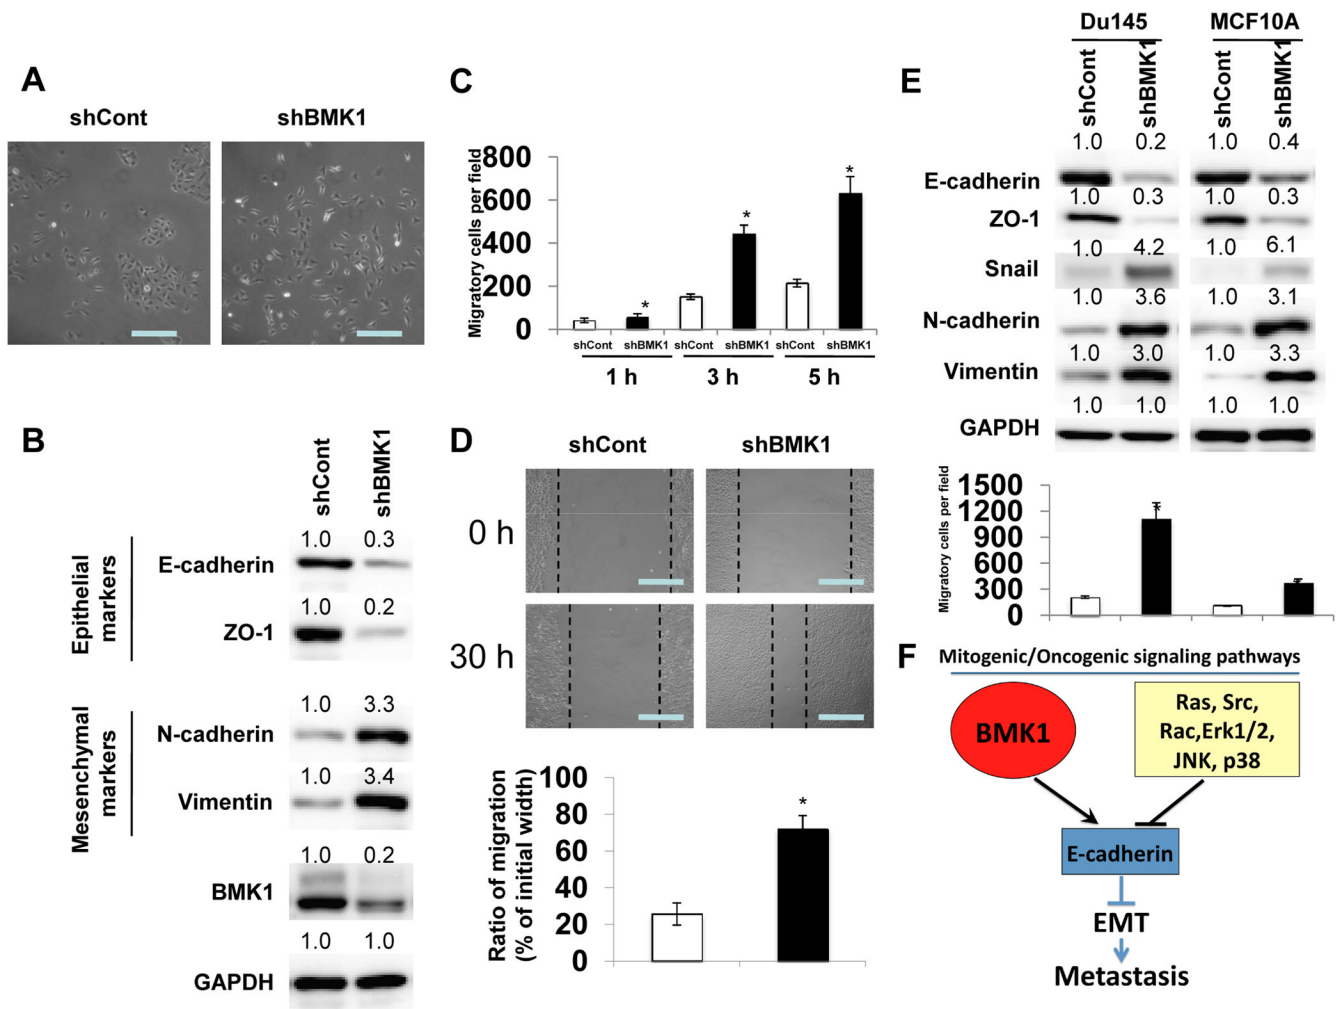 A
shCont shBMK1
B
shCont shBMK1
Epithelial markers
1.0 0.3
E-cadherin
1.0 0.2
ZO-1
Mesenchymal markers
1.0 3.3
N-cadherin
1.0 3.4
Vimentin
1.0 0.2
BMK1
1.0 1.0
GAPDH
C
Migratory cells per field
800
600
400
200
0
* * *
shCont shBMK1 shCont shBMK1 shCont shBMK1
1 h 3 h 5 h
D
shCont shBMK1
0 h
30 h
Ratio of migration
(% of initial width)
100
80
60
40
20
0
*
E
Du145 MCF10A
shCont shBMK1 shCont shBMK1
1.0 0.2 1.0 0.4
E-cadherin
1.0 0.3 1.0 0.3
ZO-1
1.0 4.2 1.0 6.1
Snail
1.0 3.6 1.0 3.1
N-cadherin
1.0 3.0 1.0 3.3
Vimentin
1.0 1.0 1.0 1.0
GAPDH
Migratory cells per field
1500
1200
900
600
300
0
* *
F
Mitogenic/Oncogenic signaling pathways
BMK1
Ras, Src,
Rac,Erk1/2,
JNK, p38
E-cadherin
EMT
Metastasis